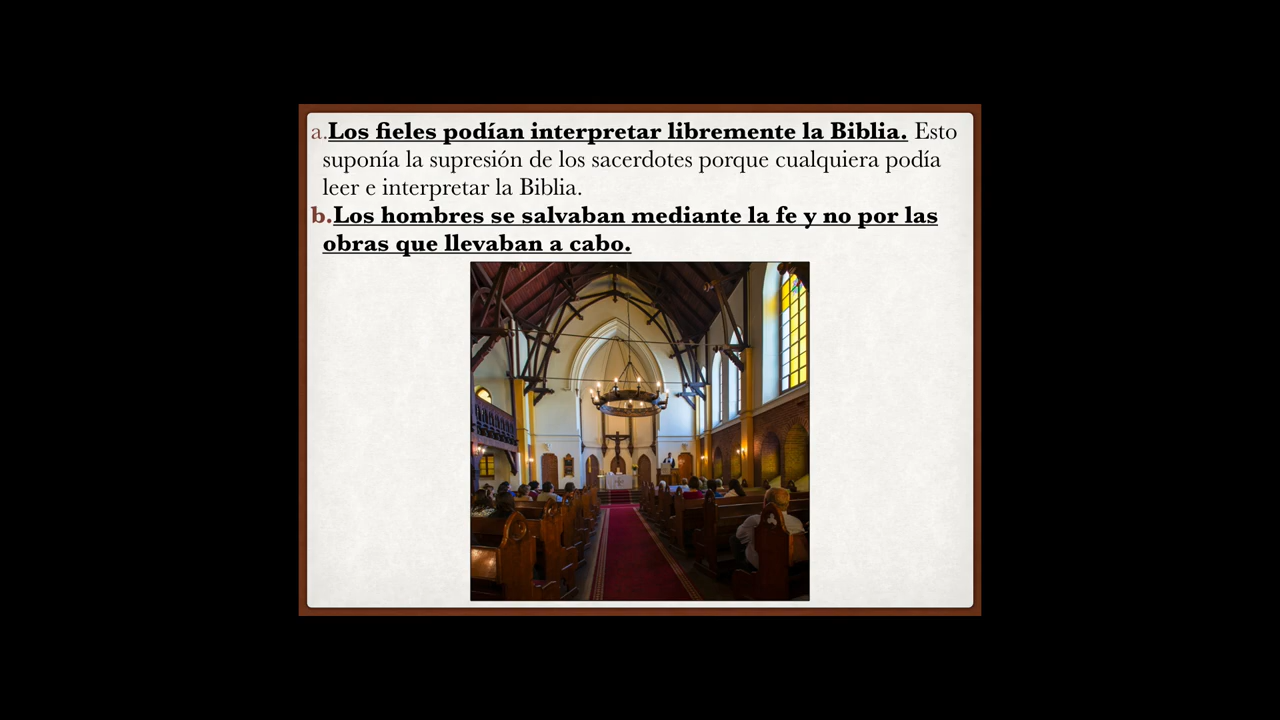 a.Los fieles podían interpretar libremente la Biblia. Esto
suponía la supresión de los sacerdotes porque cualquiera podía
leer e interpretar la Biblia.
b.Los hombres se salvaban mediante la fe y no por las
obras que llevaban a cabo.